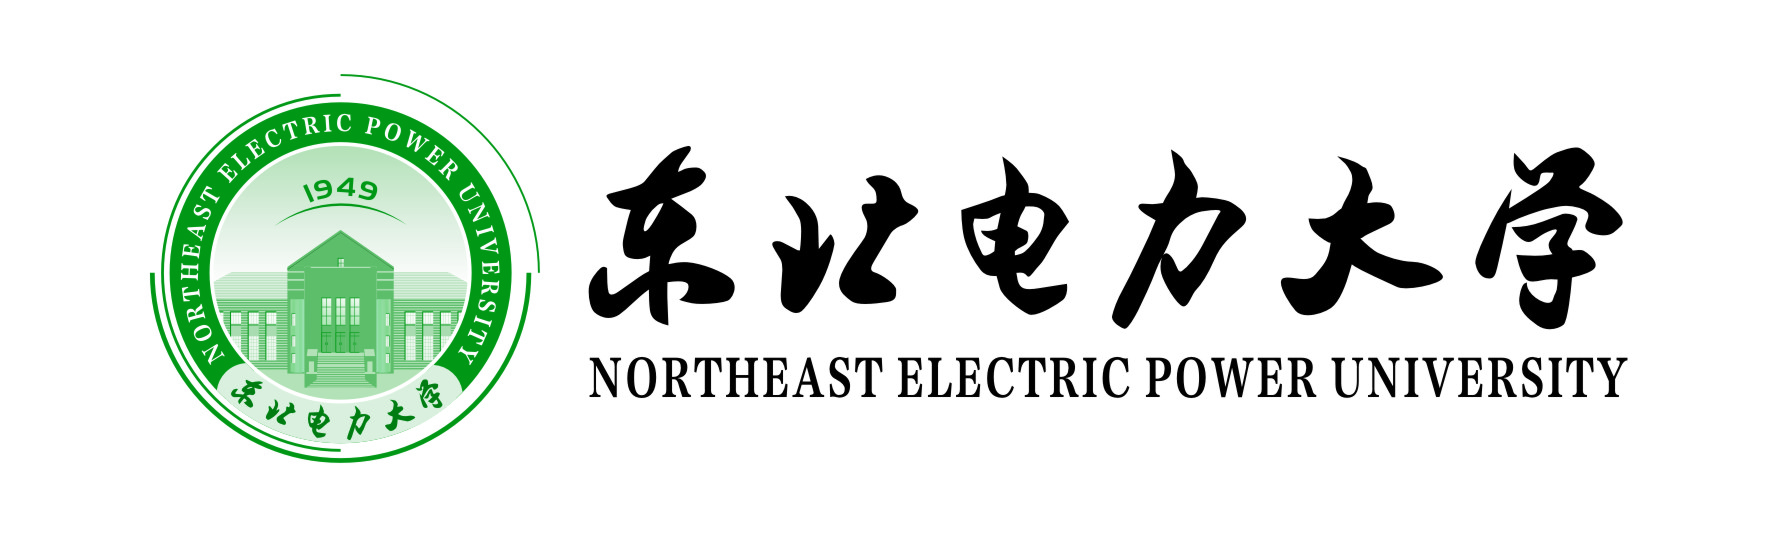 NORTHEAST ELECTRIC POWER UNIVERSITY
1949
东北电力大学
东北电力大学
NORTHEAST ELECTRIC POWER UNIVERSITY